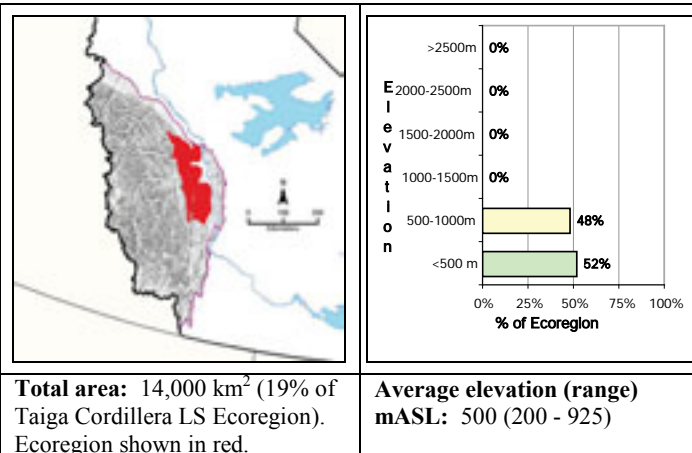 N
>2500m 0%
2000-2500m 0%
1500-2000m 0%
1000-1500m 0%
500-1000m 48%
<500 m 52%
Elevation
0% 25% 50% 75% 100%
% of Ecoregion
Total area: 14,000 km² (19% of
Taiga Cordillera LS Ecoregion).
Ecoregion shown in red.
Average elevation (range)
mASL: 500 (200 - 925)